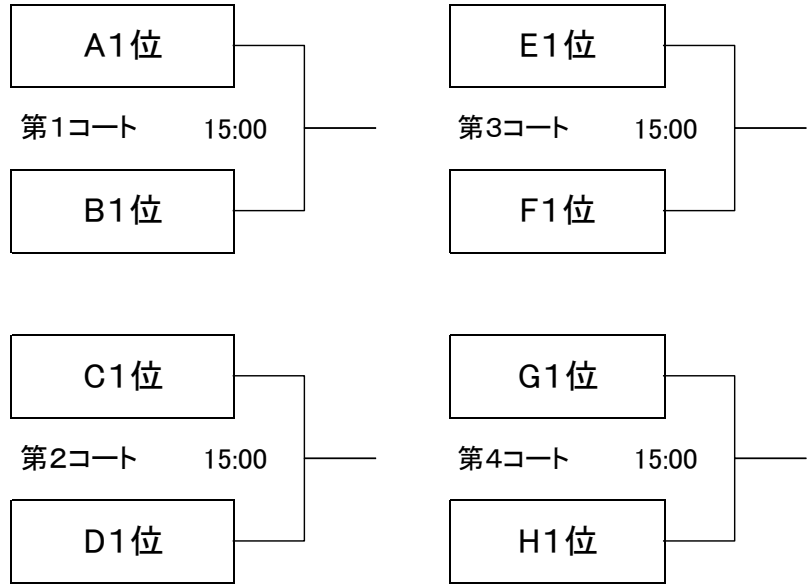 A1位
第1コート 15:00
B1位
E1位
第3コート 15:00
F1位
C1位
第2コート 15:00
D1位
G1位
第4コート 15:00
H1位